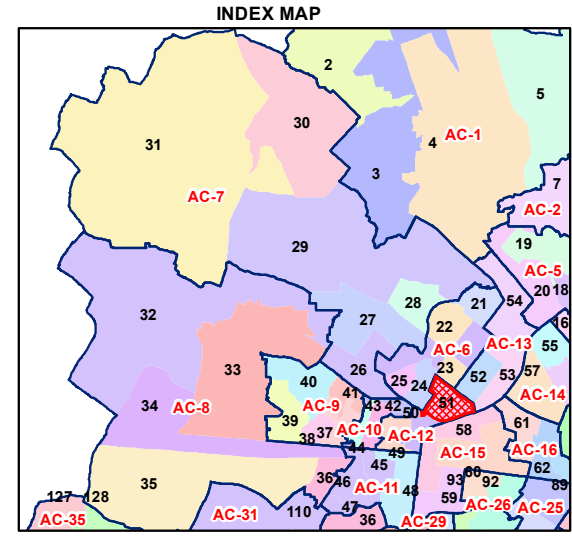 INDEX MAP
2
5
30
31
4
AC-1
3
7
AC-7
AC-2
19
29
AC-5
20
18
28
21
54
32
27
22
16
AC-6
AC-13
55
33
26
23
25
24
52
53
57
40
41
AC-14
34
AC-8
AC-9
43
42
50
51
39
37
AC-10
AC-12
58
61
38
44
49
AC-15
AC-16
45
35
36
46
AC-11
48
93
60
92
62
89
127
128
59
47
110
AC-35
AC-31
36
AC-29
AC-26
AC-25